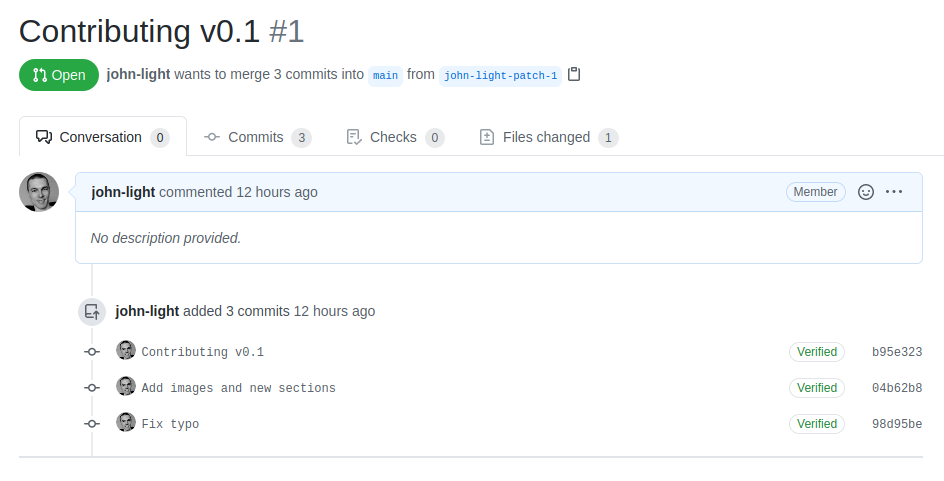 Contributing v0.1 #1
Open john-light wants to merge 3 commits into main from john-light-patch-1
Conversation 0 Commits 3 Checks 0 Files changed 1
john-light commented 12 hours ago Member
No description provided.
john-light added 3 commits 12 hours ago
Contributing v0.1 Verified b95e323
Add images and new sections Verified 04b62b8
Fix typo Verified 98d95be